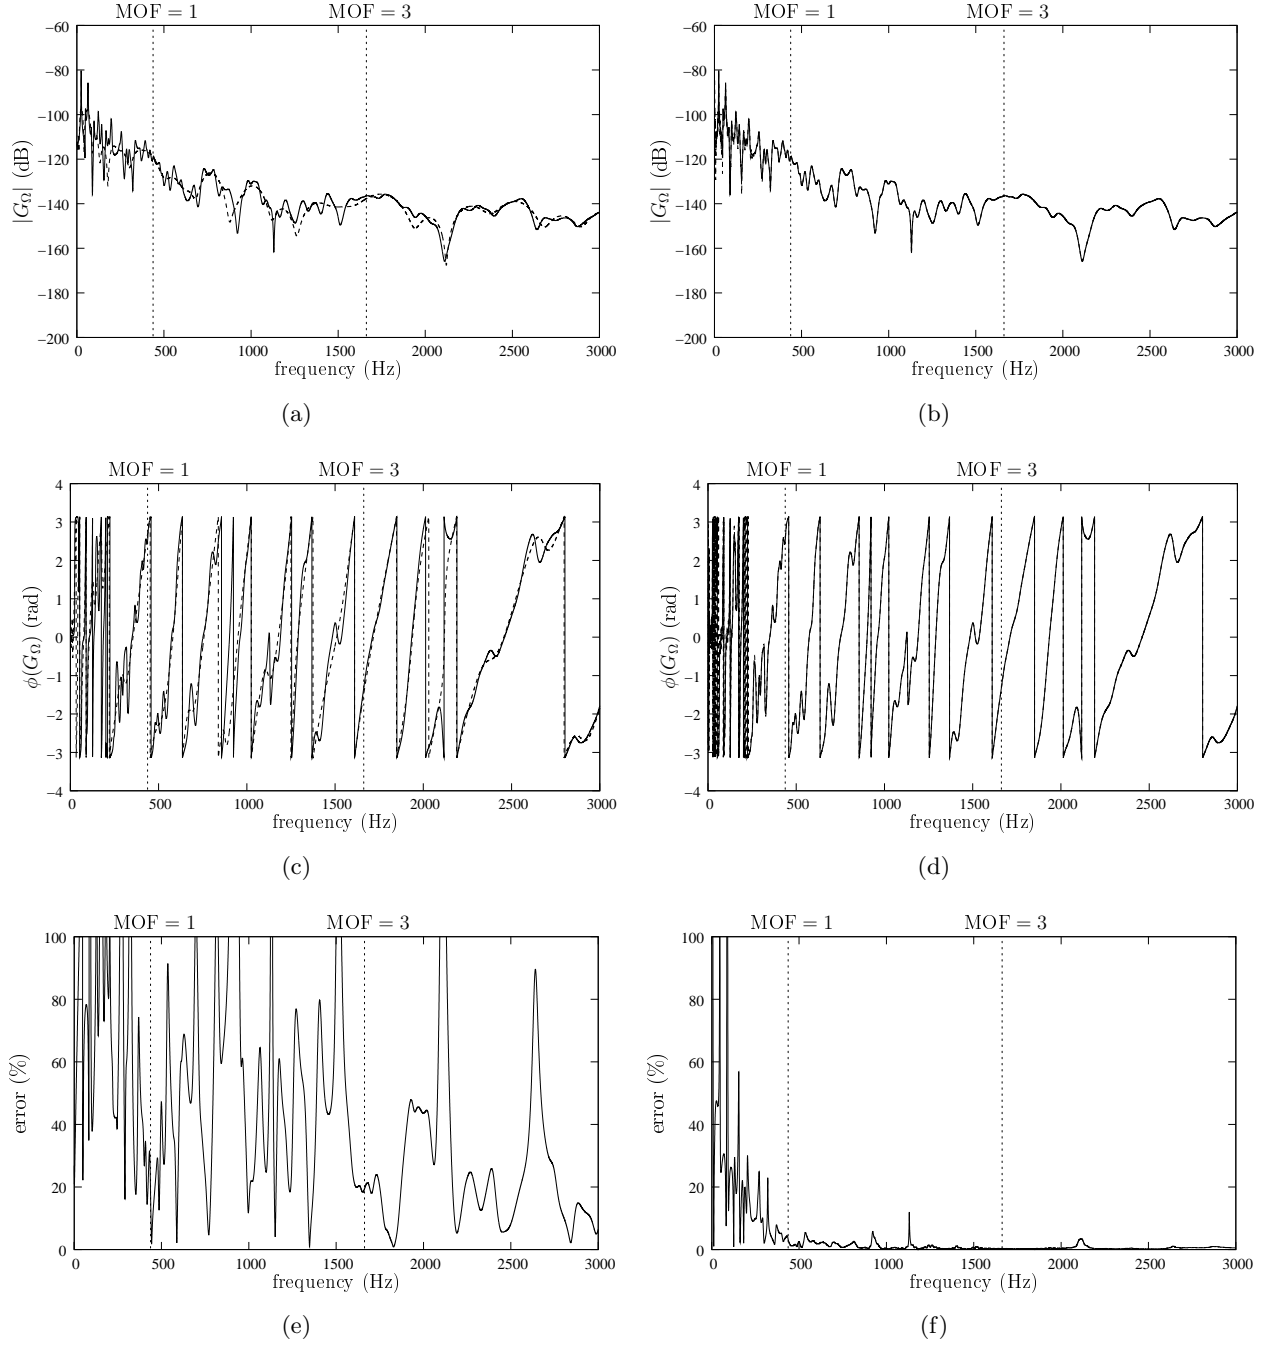 MOF = 1
MOF = 3
−60
−80
−100
−120
−140
−160
−180
−200
|G_Ω| (dB)
0 500 1000 1500 2000 2500 3000
frequency (Hz)
(a)
MOF = 1
MOF = 3
−60
−80
−100
−120
−140
−160
−180
−200
|G_Ω| (dB)
0 500 1000 1500 2000 2500 3000
frequency (Hz)
(b)
MOF = 1
MOF = 3
4
3
2
1
0
−1
−2
−3
−4
ϕ(G_Ω) (rad)
0 500 1000 1500 2000 2500 3000
frequency (Hz)
(c)
MOF = 1
MOF = 3
4
3
2
1
0
−1
−2
−3
−4
ϕ(G_Ω) (rad)
0 500 1000 1500 2000 2500 3000
frequency (Hz)
(d)
MOF = 1
MOF = 3
100
80
60
40
20
0
error (%)
0 500 1000 1500 2000 2500 3000
frequency (Hz)
(e)
MOF = 1
MOF = 3
100
80
60
40
20
0
error (%)
0 500 1000 1500 2000 2500 3000
frequency (Hz)
(f)